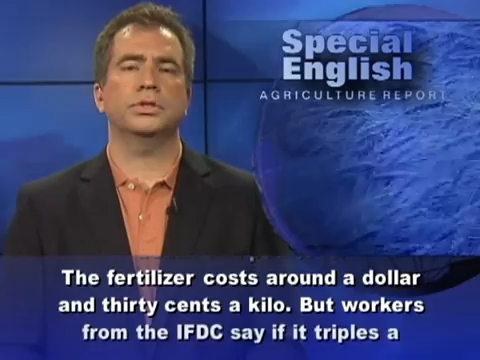 Special
English
AGRICULTURE REPORT
The fertilizer costs around a dollar
and thirty cents a kilo. But workers
from the IFDC say if it triples a